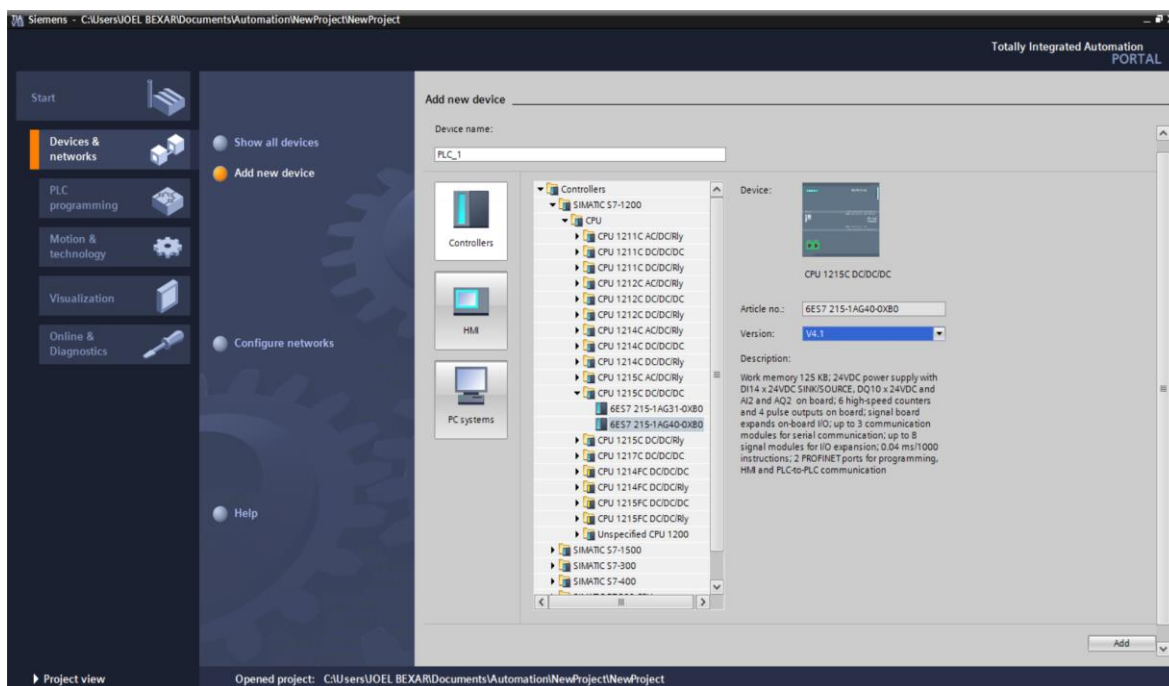 Siemens - C:\Users\JOEL BEXAR\Documents\Automation\NewProject\NewProject
Totally Integrated Automation
PORTAL
Start
Devices &
networks
PLC
programming
Motion &
technology
Visualization
Online &
Diagnostics
Show all devices
Add new device
Configure networks
Help
Add new device
Device name:
PLC_1
Controllers
HMI
PC systems
Controllers
SIMATIC S7-1200
CPU
CPU 1211C AC/DC/Rly
CPU 1211C DC/DC/DC
CPU 1211C DC/DC/Rly
CPU 1212C AC/DC/Rly
CPU 1212C DC/DC/DC
CPU 1212C DC/DC/Rly
CPU 1214C AC/DC/Rly
CPU 1214C DC/DC/DC
CPU 1214C DC/DC/Rly
CPU 1215C AC/DC/Rly
CPU 1215C DC/DC/DC
6ES7 215-1AG31-0XB0
6ES7 215-1AG40-0XB0
CPU 1215C DC/DC/Rly
CPU 1217C DC/DC/DC
CPU 1214FC DC/DC/DC
CPU 1214FC DC/DC/Rly
CPU 1215FC DC/DC/DC
CPU 1215FC DC/DC/Rly
Unspecified CPU 1200
SIMATIC S7-1500
SIMATIC S7-300
SIMATIC S7-400
Device:
CPU 1215C DC/DC/DC
Article no.: 6ES7 215-1AG40-0XB0
Version: V4.1
Description:
Work memory 125 KB; 24VDC power supply with
DI14 x 24VDC SINK/SOURCE, DQ10 x 24VDC and
AI2 and AQ2 on board; 6 high-speed counters
and 4 pulse outputs on board; signal board
expands on-board I/O; up to 3 communication
modules for serial communication; up to 8
signal modules for I/O expansion; 0.04 ms/1000
instructions; 2 PROFINET ports for programming,
HMI and PLC-to-PLC communication
Add
Project view
Opened project: C:\Users\JOEL BEXAR\Documents\Automation\NewProject\NewProject